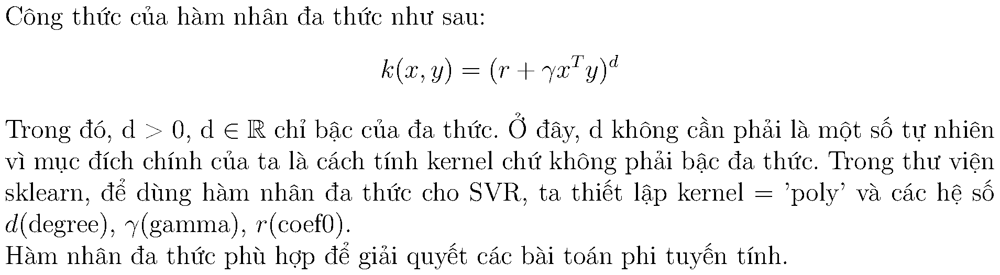 Công thức của hàm nhân đa thức như sau:
k(x, y) = (r + γx^T y)^d
Trong đó, d > 0, d ∈ ℝ chỉ bậc của đa thức. Ở đây, d không cần phải là một số tự nhiên
vì mục đích chính của ta là cách tính kernel chứ không phải bậc đa thức. Trong thư viện
sklearn, để dùng hàm nhân đa thức cho SVR, ta thiết lập kernel = ’poly’ và các hệ số
d(degree), γ(gamma), r(coef0).
Hàm nhân đa thức phù hợp để giải quyết các bài toán phi tuyến tính.